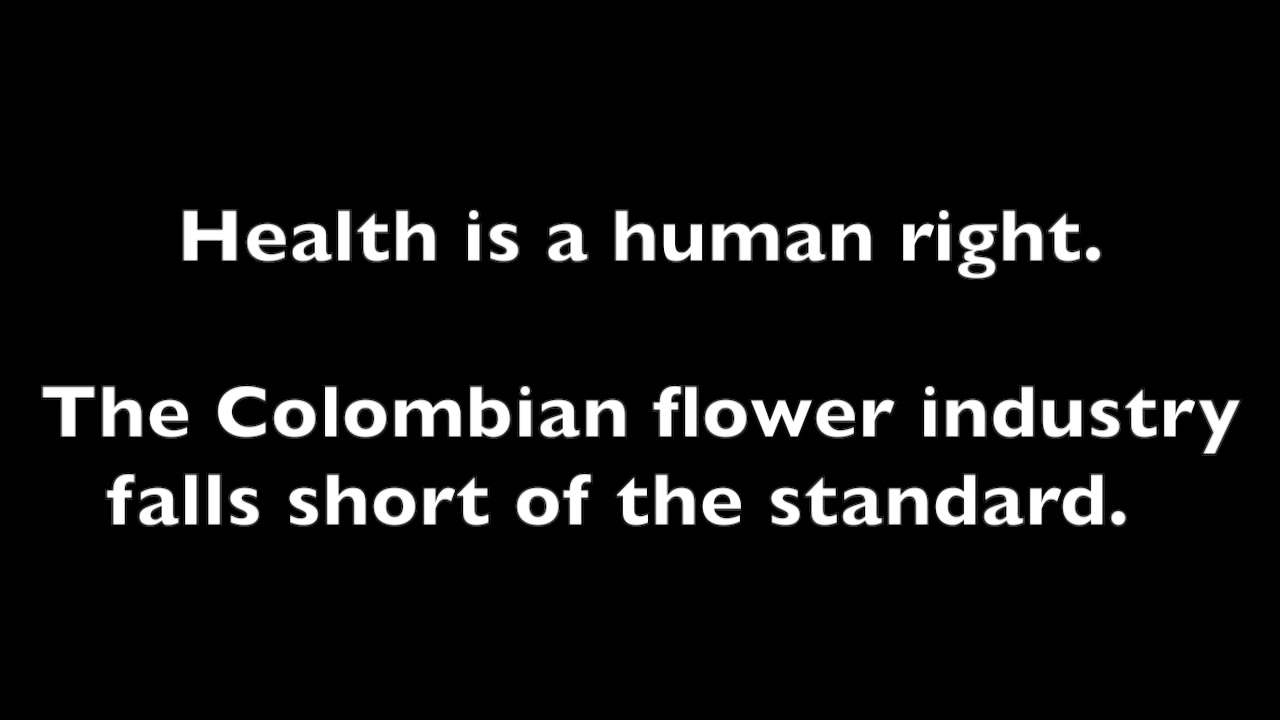 Health is a human right.
The Colombian flower industry
falls short of the standard.